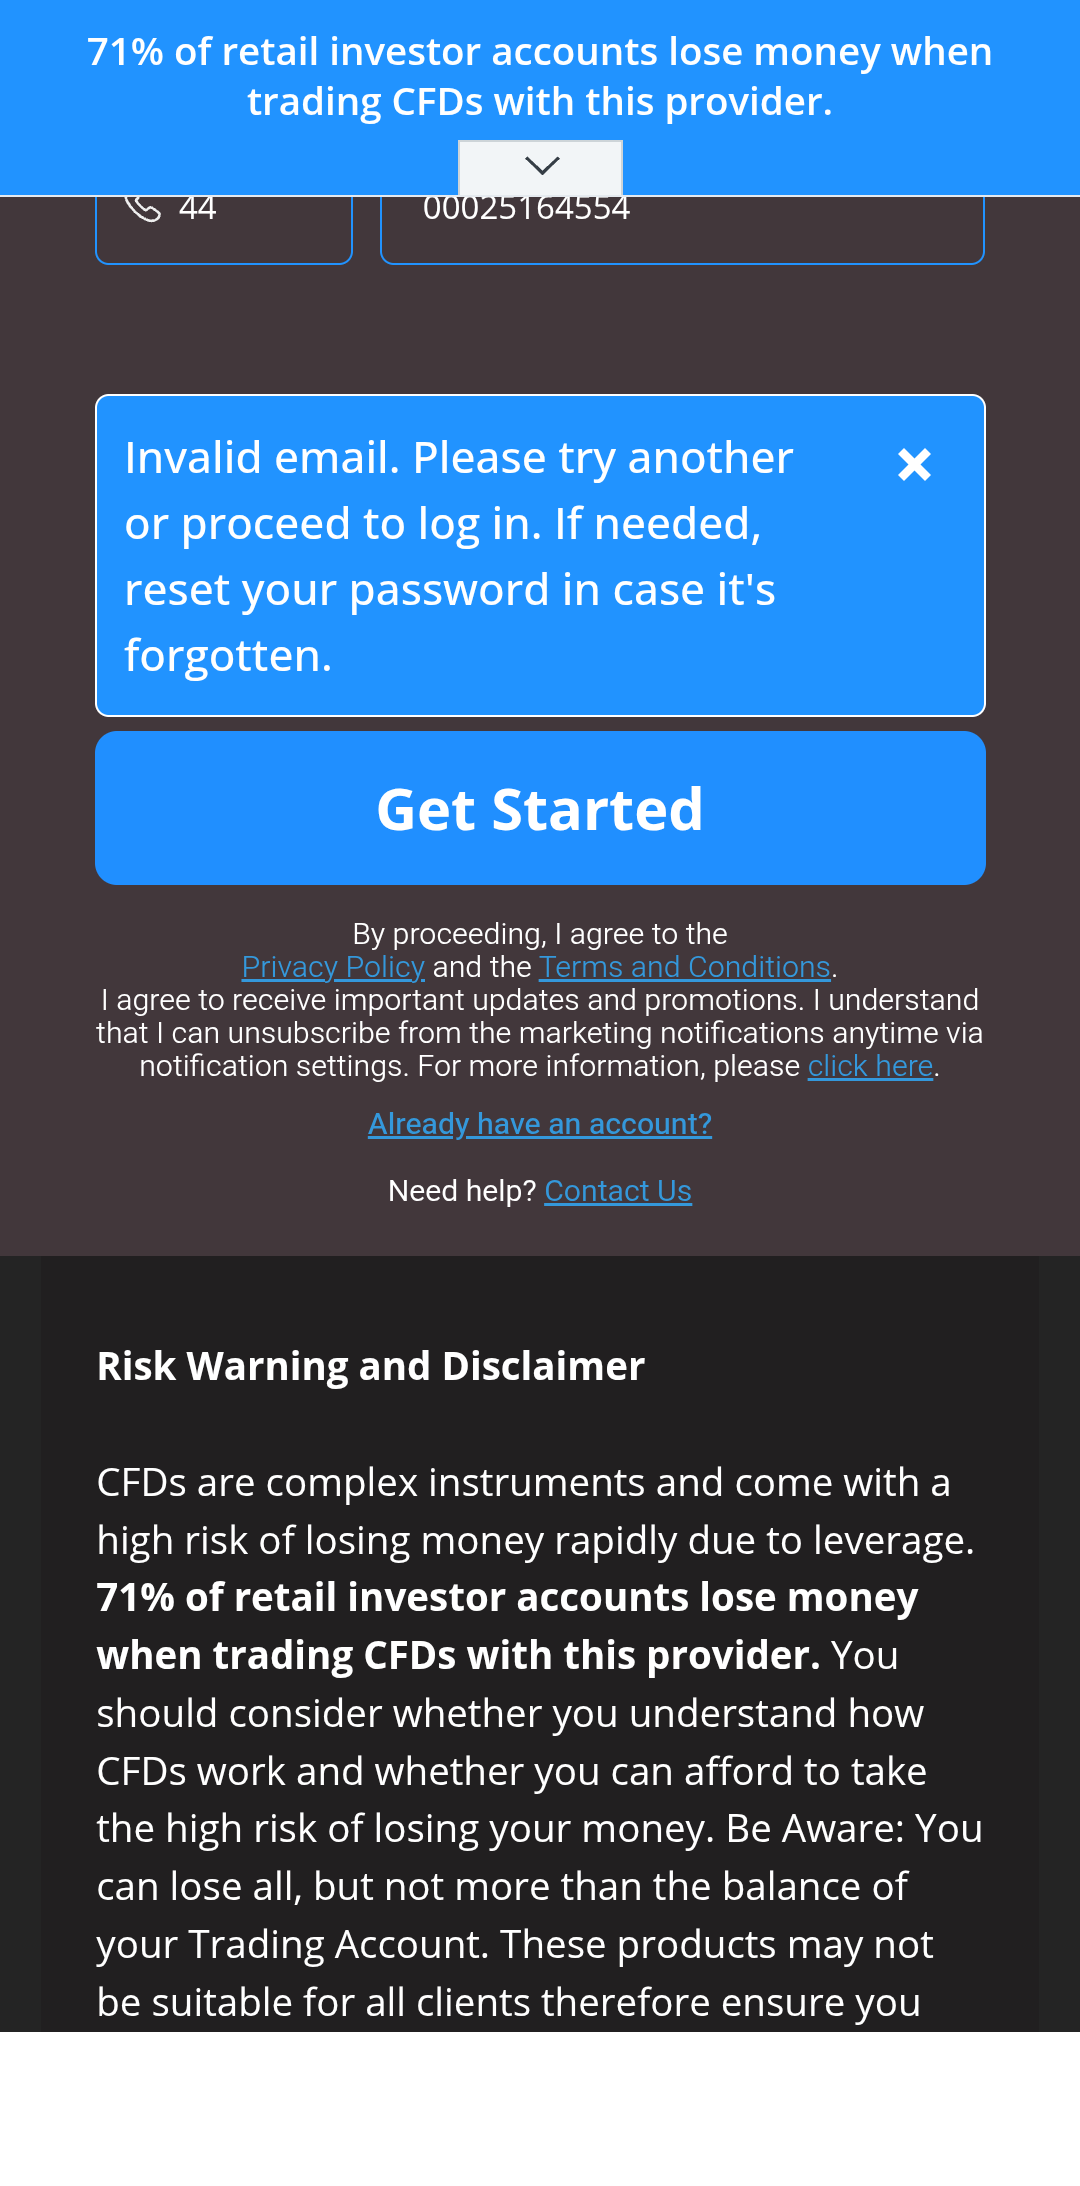 71% of retail investor accounts lose money when
trading CFDs with this provider.
44
00025164554
Invalid email. Please try another
or proceed to log in. If needed,
reset your password in case it's
forgotten.
Get Started
By proceeding, I agree to the
Privacy Policy and the Terms and Conditions.
I agree to receive important updates and promotions. I understand
that I can unsubscribe from the marketing notifications anytime via
notification settings. For more information, please click here.
Already have an account?
Need help? Contact Us
Risk Warning and Disclaimer
CFDs are complex instruments and come with a
high risk of losing money rapidly due to leverage.
71% of retail investor accounts lose money
when trading CFDs with this provider. You
should consider whether you understand how
CFDs work and whether you can afford to take
the high risk of losing your money. Be Aware: You
can lose all, but not more than the balance of
your Trading Account. These products may not
be suitable for all clients therefore ensure you